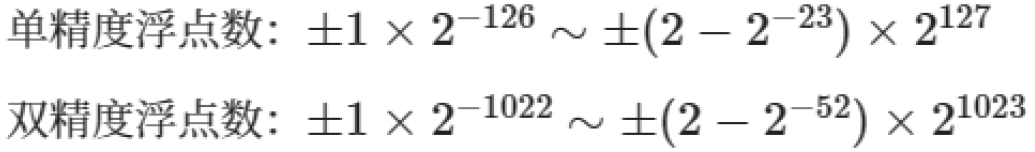 单精度浮点数：±1 × 2^{−126} ∼ ±(2 − 2^{−23}) × 2^{127}
双精度浮点数：±1 × 2^{−1022} ∼ ±(2 − 2^{−52}) × 2^{1023}